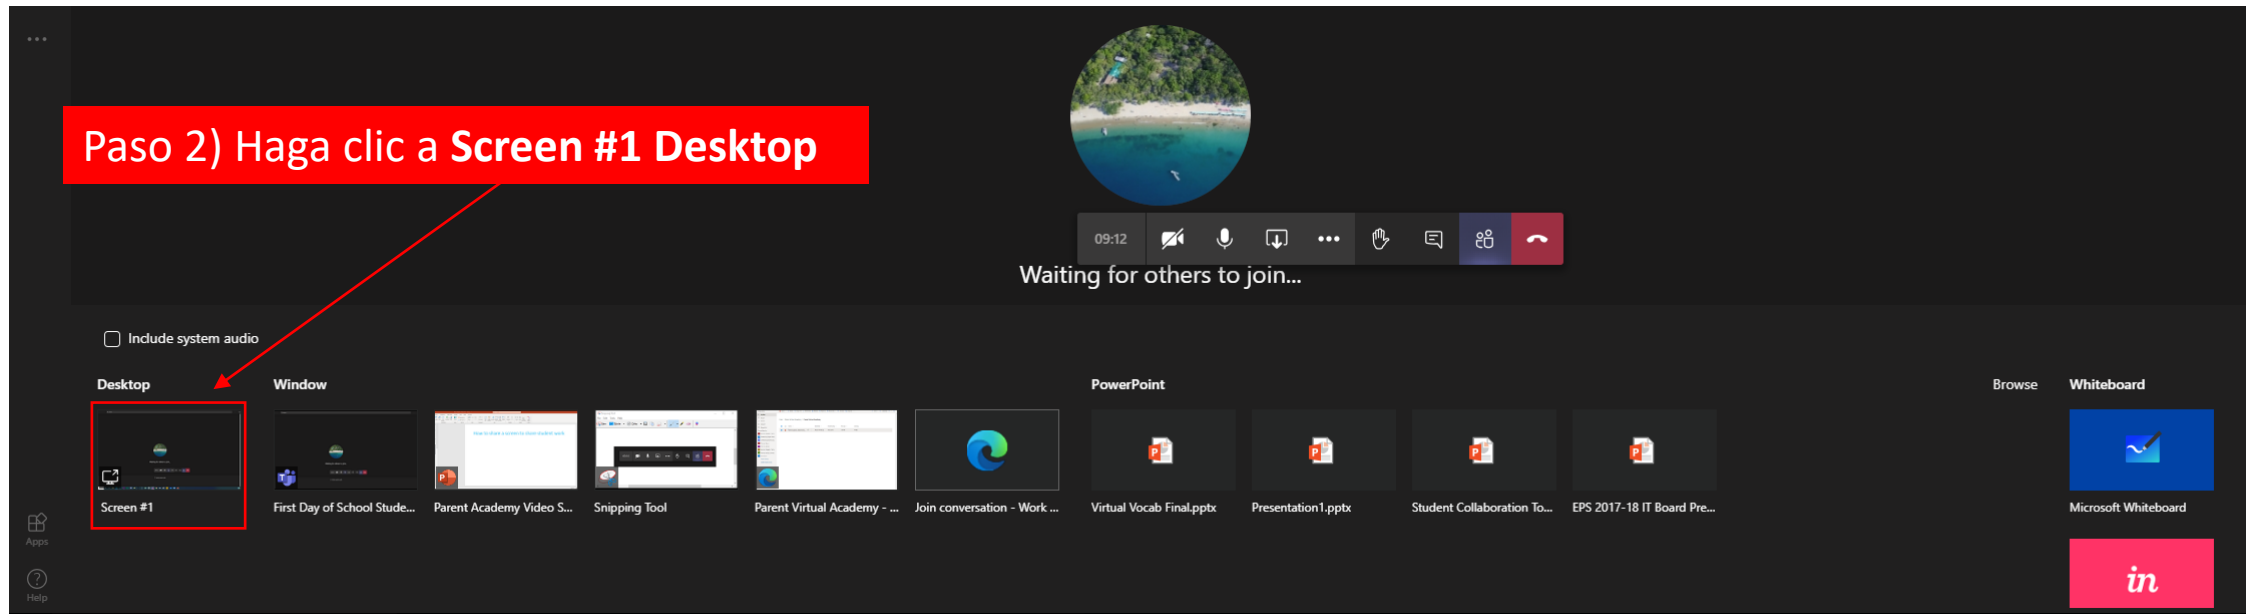 Paso 2) Haga clic a Screen #1 Desktop
09:12
Waiting for others to join...
Include system audio
Desktop
Window
PowerPoint
Browse
Whiteboard
Screen #1
First Day of School Stude...
Parent Academy Video S...
Snipping Tool
Parent Virtual Academy - ...
Join conversation - Work ...
Virtual Vocab Final.pptx
Presentation1.pptx
Student Collaboration To...
EPS 2017-18 IT Board Pre...
Microsoft Whiteboard
Apps
Help
in